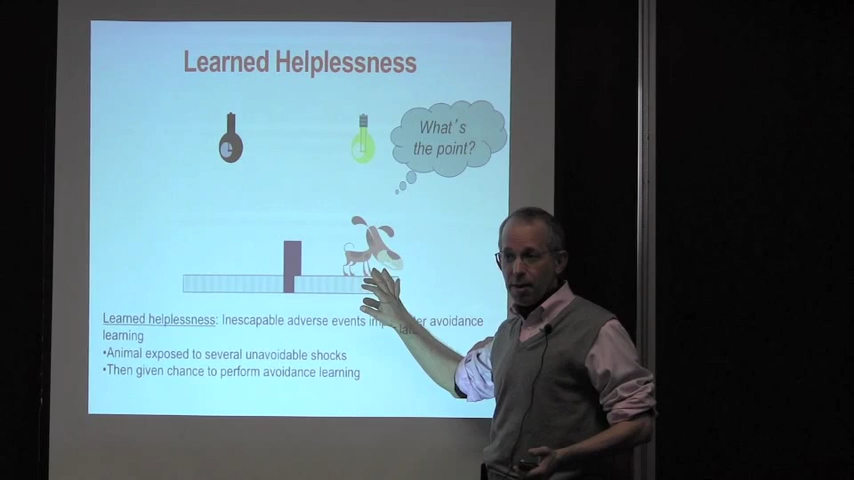 Learned Helplessness
What's
the point?
Learned helplessness: Inescapable adverse events avoidance
learning
•Animal exposed to several unavoidable shocks
•Then given chance to perform avoidance learning